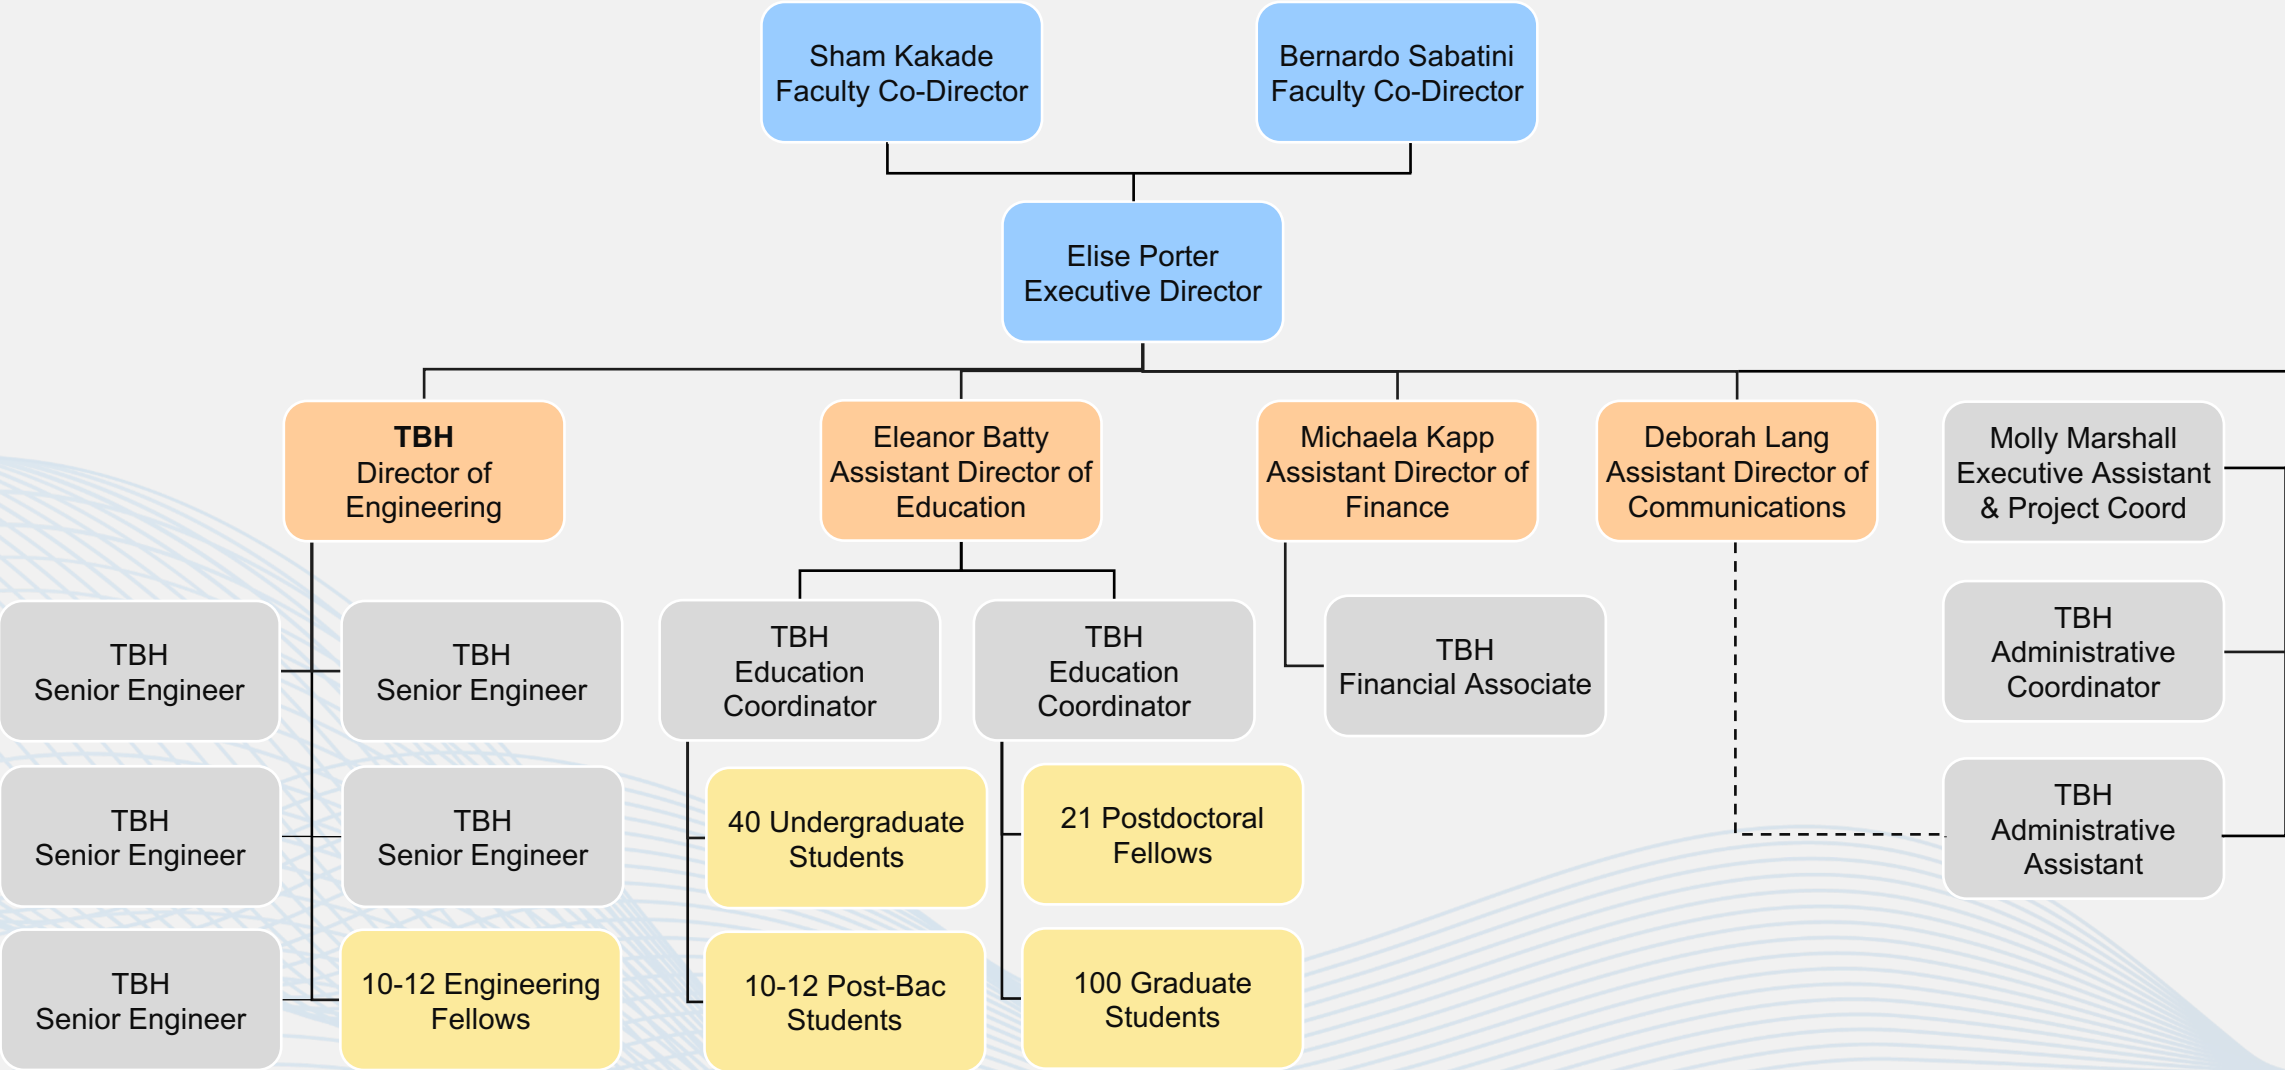 Sham Kakade
Faculty Co-Director
Bernardo Sabatini
Faculty Co-Director
Elise Porter
Executive Director
TBH
Director of
Engineering
Eleanor Batty
Assistant Director of
Education
Michaela Kapp
Assistant Director of
Finance
Deborah Lang
Assistant Director of
Communications
Molly Marshall
Executive Assistant
& Project Coord
TBH
Senior Engineer
TBH
Senior Engineer
TBH
Education
Coordinator
TBH
Education
Coordinator
TBH
Financial Associate
TBH
Administrative
Coordinator
TBH
Senior Engineer
TBH
Senior Engineer
40 Undergraduate
Students
21 Postdoctoral
Fellows
TBH
Administrative
Assistant
TBH
Senior Engineer
10-12 Engineering
Fellows
10-12 Post-Bac
Students
100 Graduate
Students